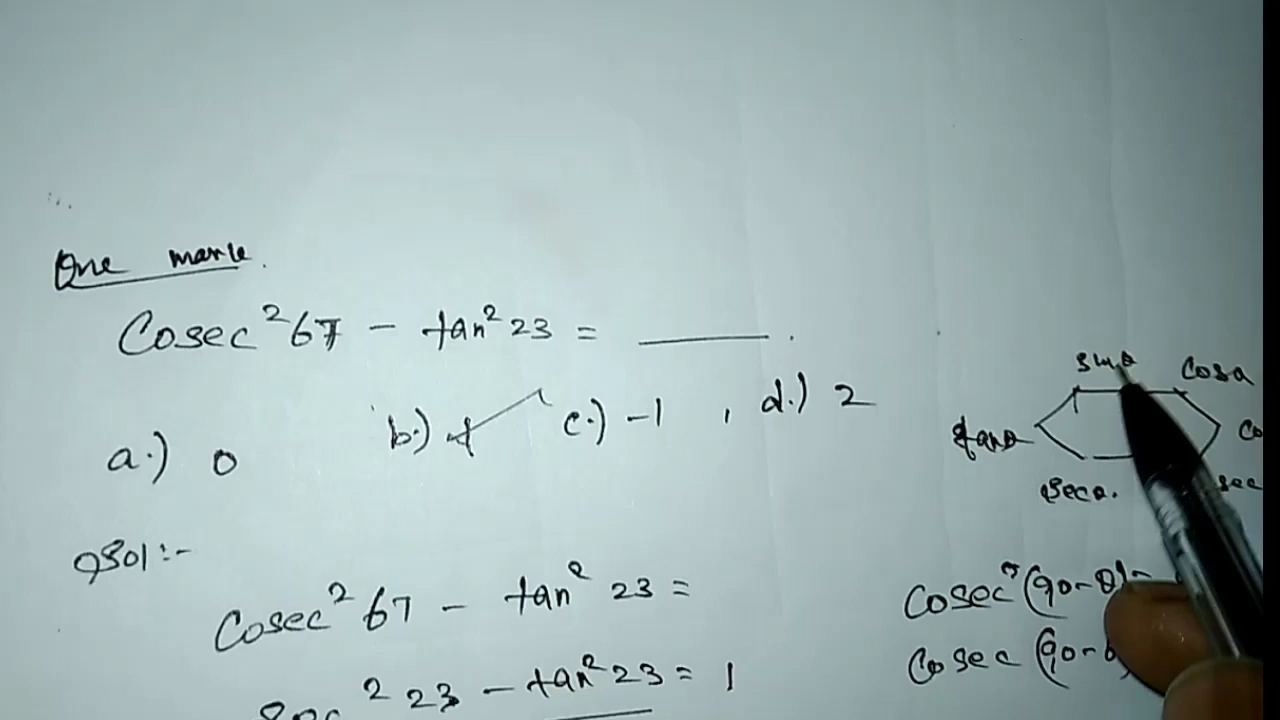 One mark.
Cosec²67 - tan²23 = ______.
a.) 0 b.) 1 c.) -1 , d.) 2
Sinθ Cosθ
tanθ
Secθ.
Sol:-
Cosec²67 - tan²23 =
Cosec²(90-θ)=
Sec²23 - tan²23 = 1
Cosec (90-